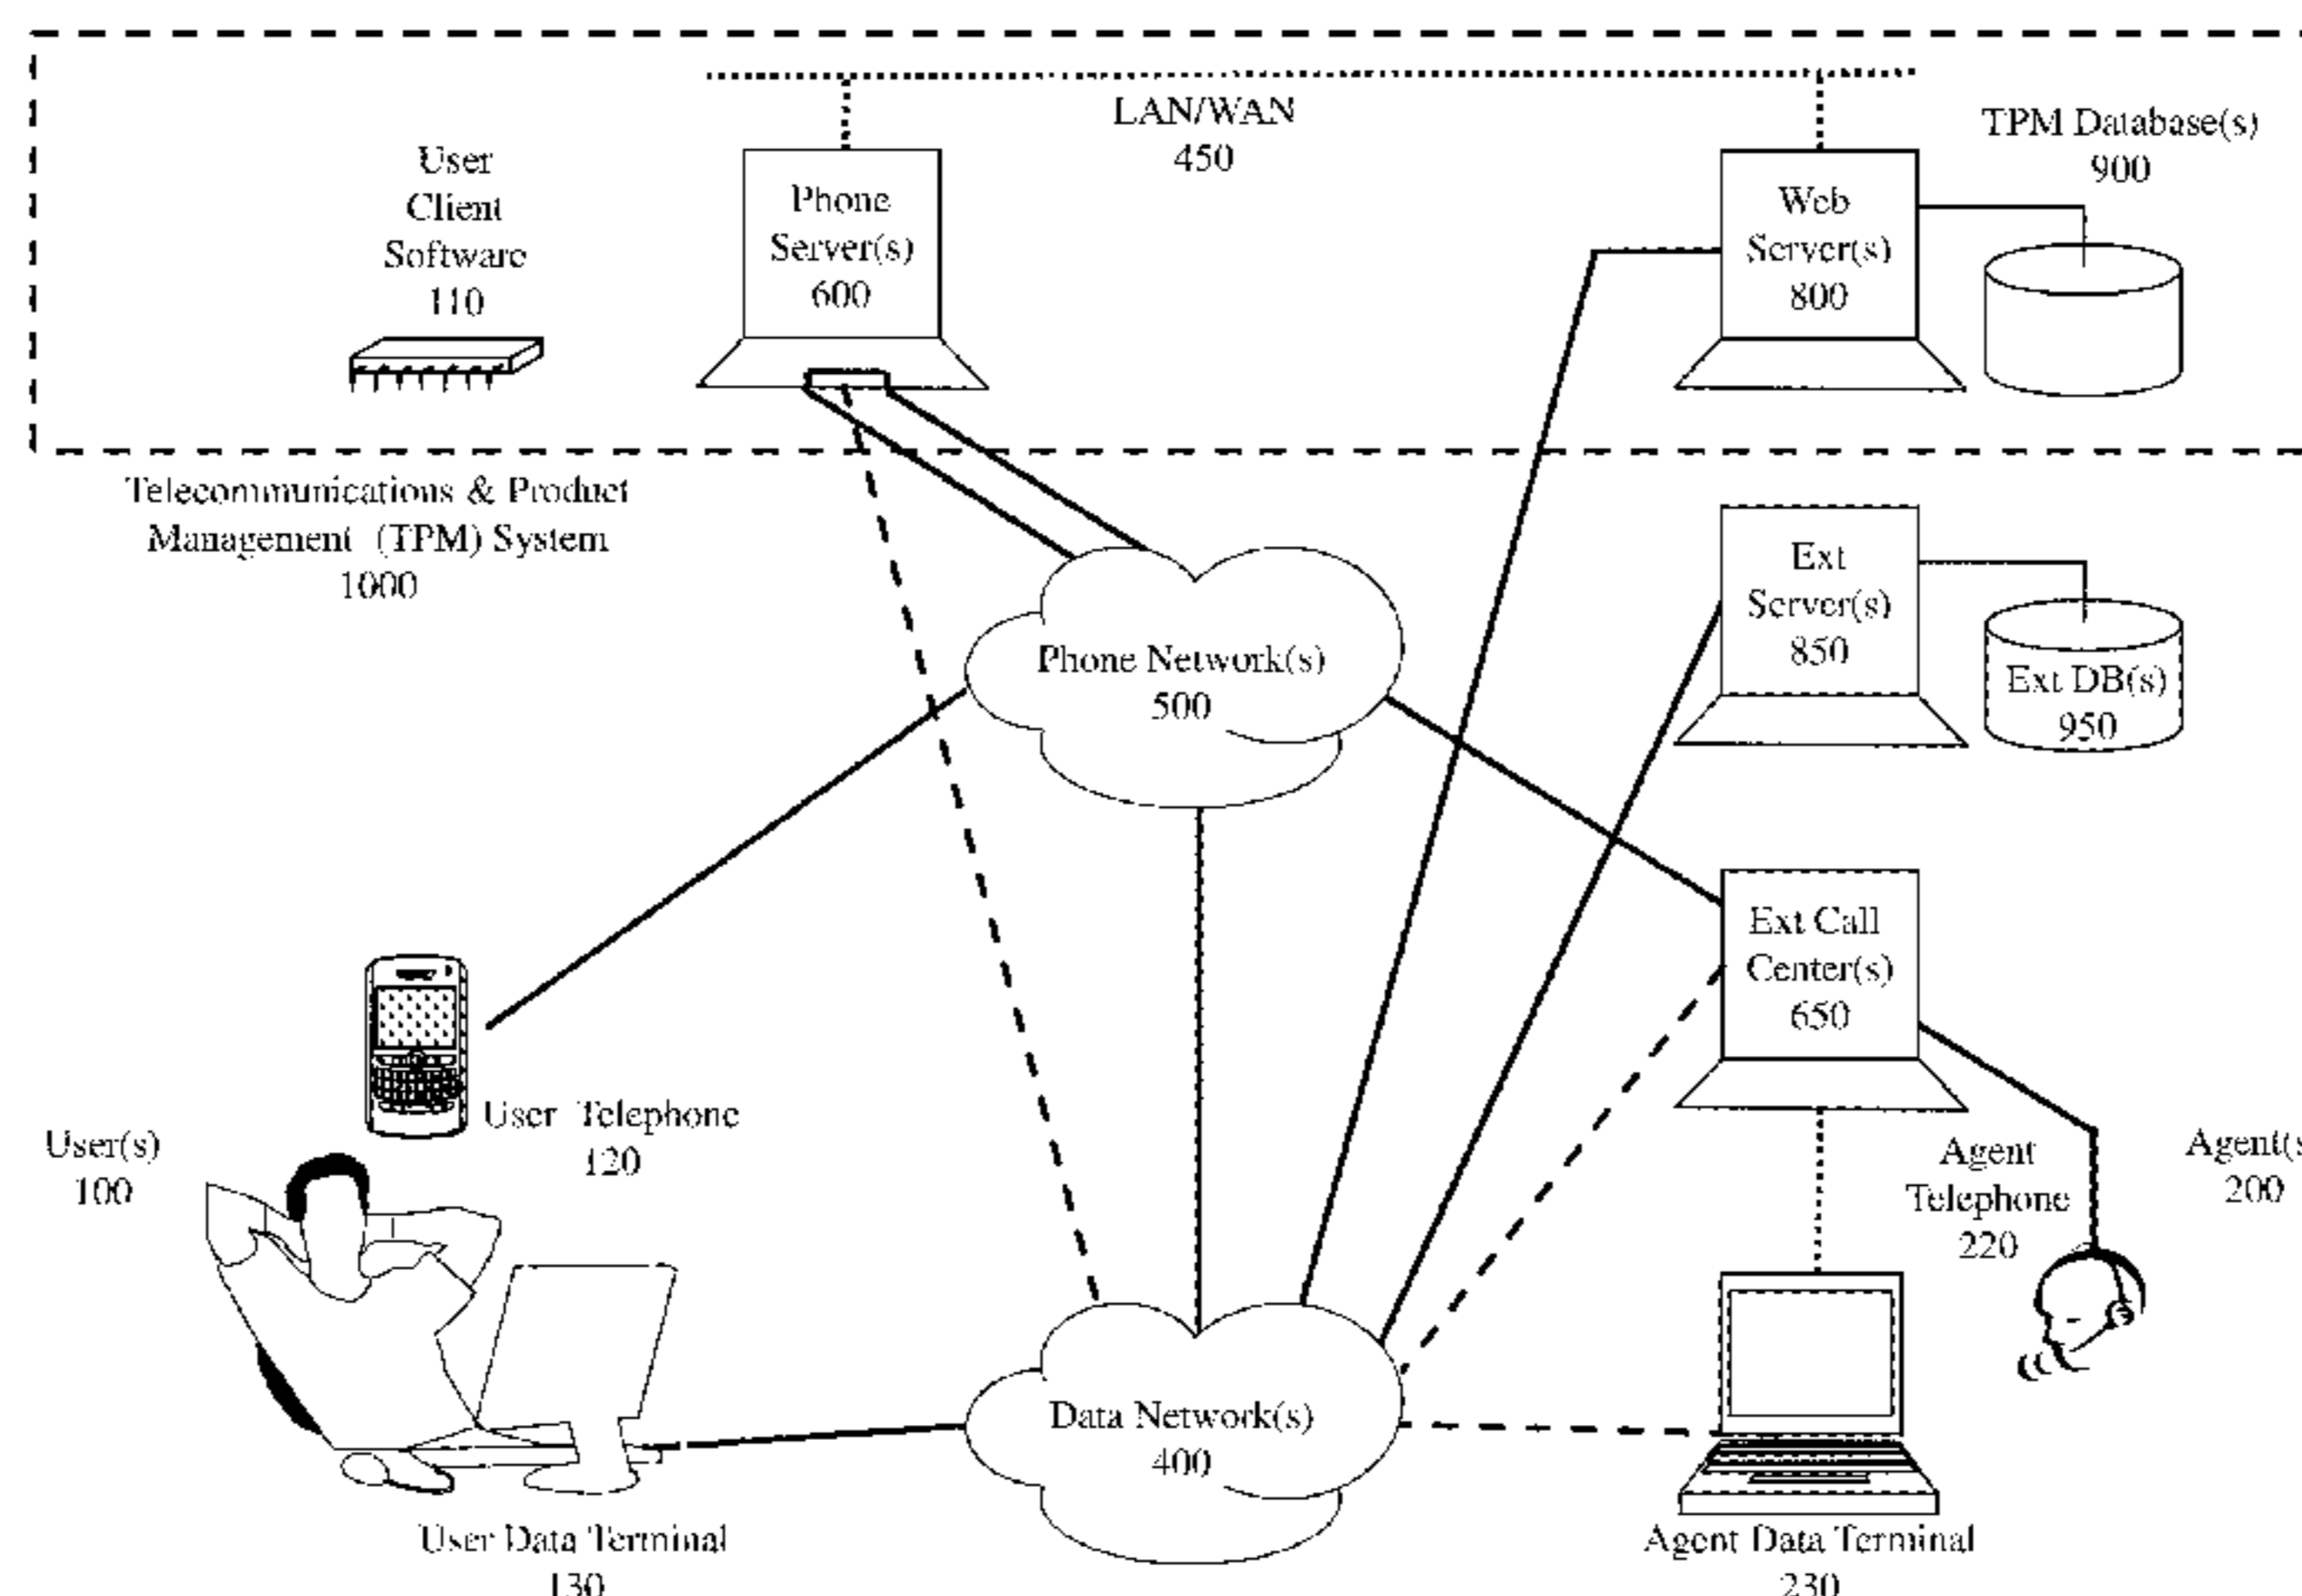 LAN/WAN
450
TPM Database(s)
900
User
Client
Software
110
Phone
Server(s)
600
Web
Server(s)
800
Telecommunications & Product
Management (TPM) System
1000
Ext
Server(s)
850
Ext DB(s)
950
Phone Network(s)
500
Ext Call
Center(s)
650
User Telephone
120
User(s)
100
Agent
Telephone
220
Agent(s
200
Data Network(s)
400
User Data Terminal
130
Agent Data Terminal
230